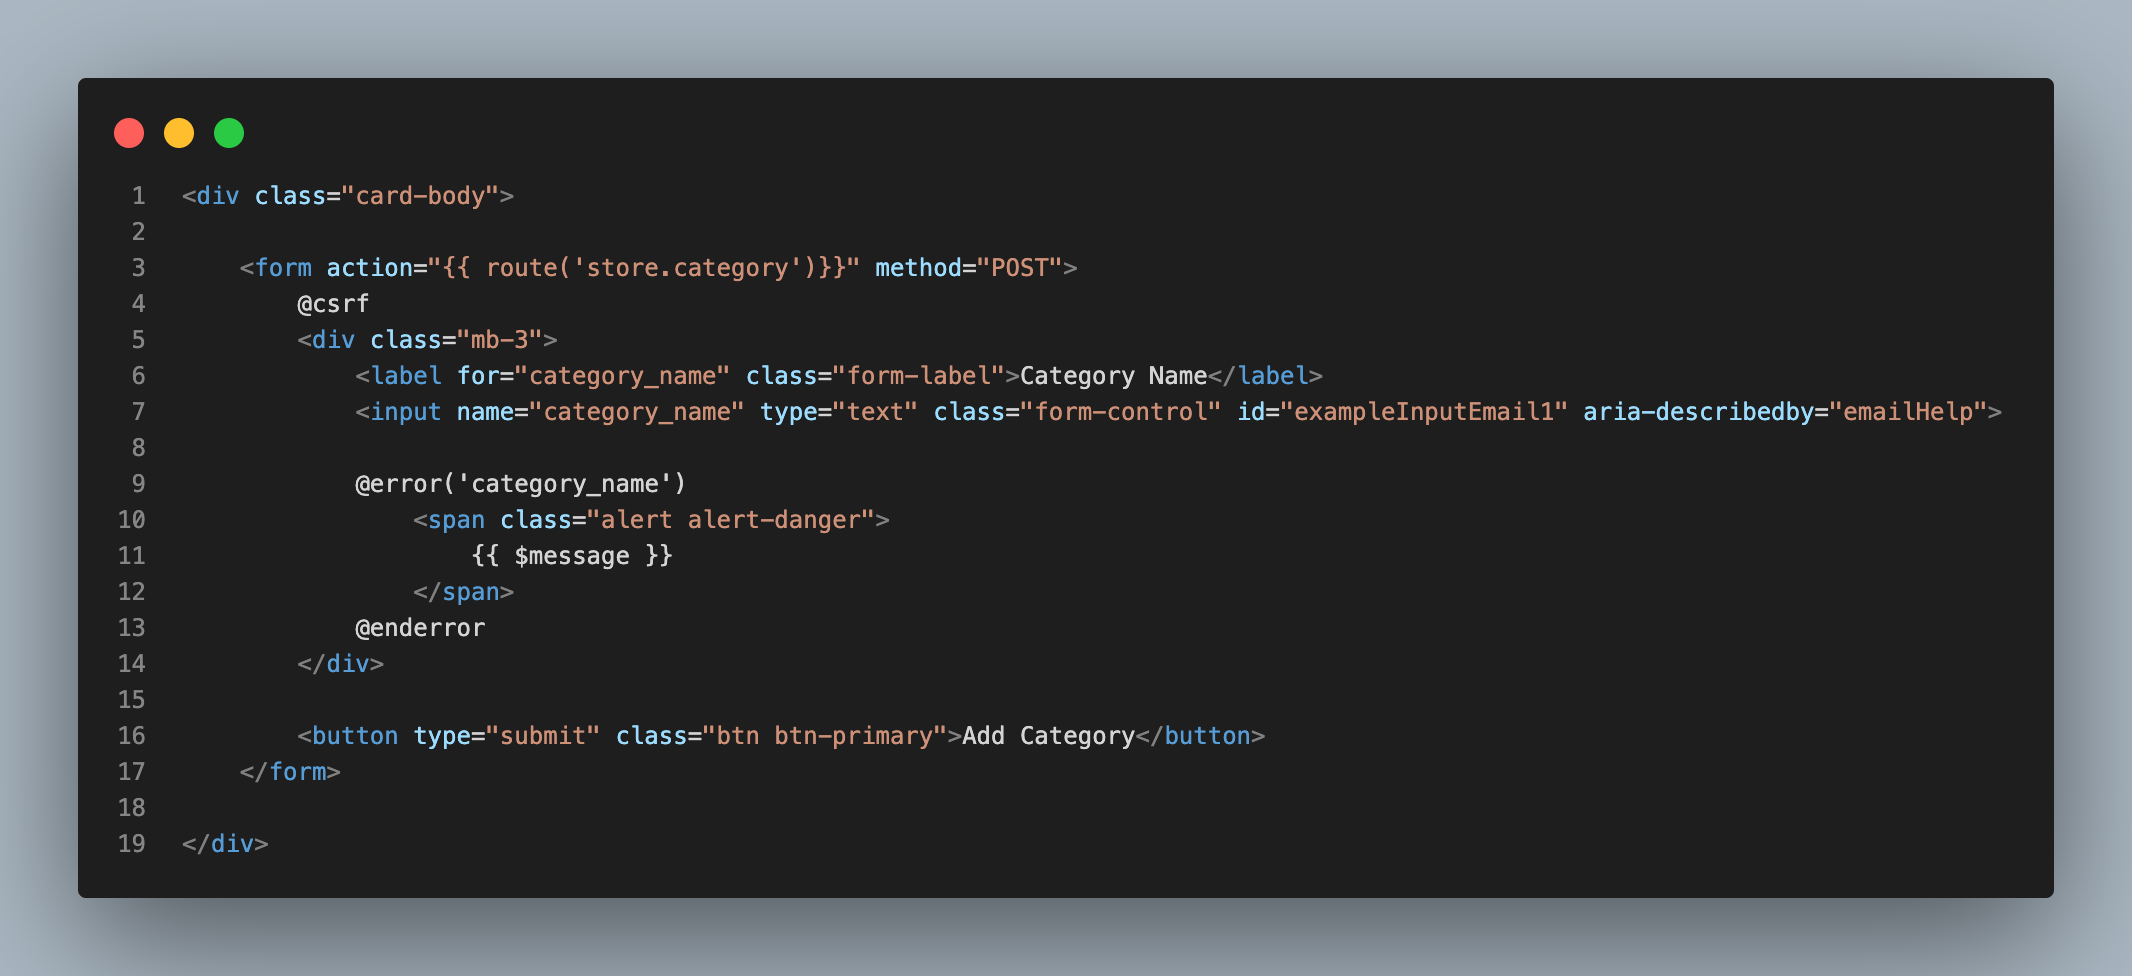 1 <div class="card-body">
2
3     <form action="{{ route('store.category')}}" method="POST">
4         @csrf
5         <div class="mb-3">
6             <label for="category_name" class="form-label">Category Name</label>
7             <input name="category_name" type="text" class="form-control" id="exampleInputEmail1" aria-describedby="emailHelp">
8
9             @error('category_name')
10                 <span class="alert alert-danger">
11                     {{ $message }}
12                 </span>
13             @enderror
14         </div>
15
16         <button type="submit" class="btn btn-primary">Add Category</button>
17     </form>
18
19 </div>